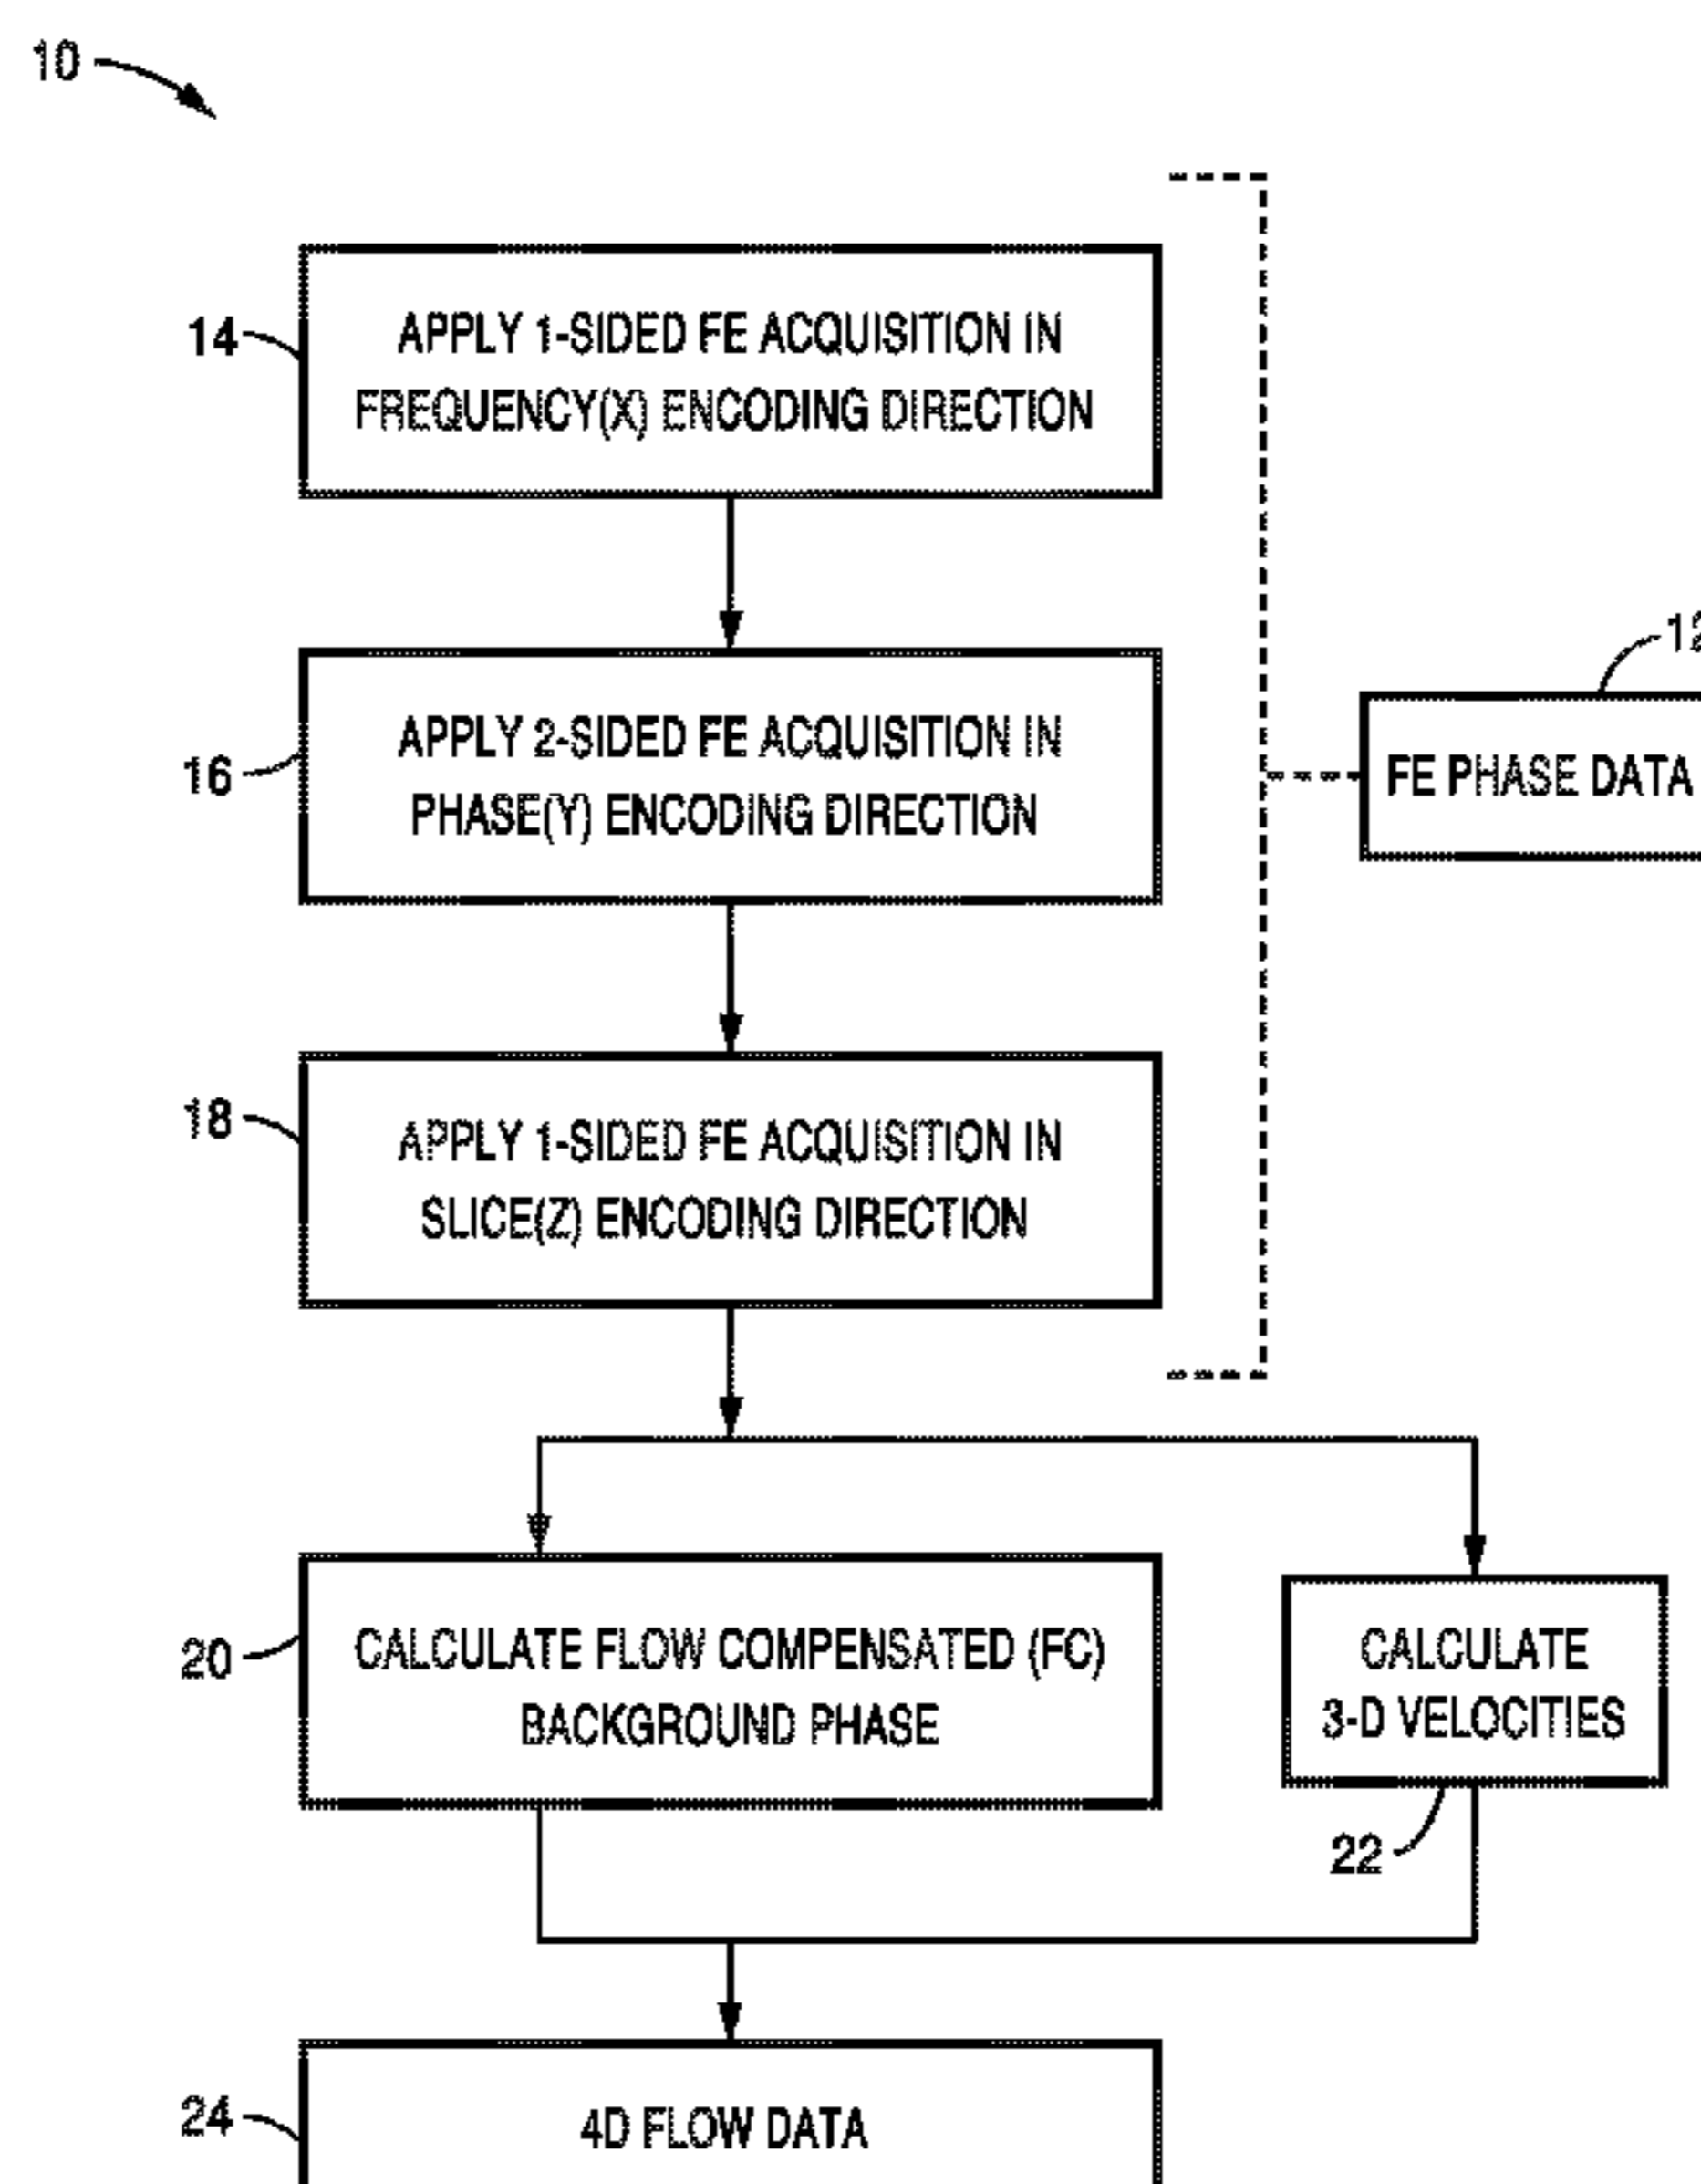 10
14
APPLY 1-SIDED FE ACQUISITION IN
FREQUENCY(X) ENCODING DIRECTION
16
APPLY 2-SIDED FE ACQUISITION IN
PHASE(Y) ENCODING DIRECTION
12
FE PHASE DATA
18
APPLY 1-SIDED FE ACQUISITION IN
SLICE(Z) ENCODING DIRECTION
20
CALCULATE FLOW COMPENSATED (FC)
BACKGROUND PHASE
CALCULATE
3-D VELOCITIES
22
24
4D FLOW DATA